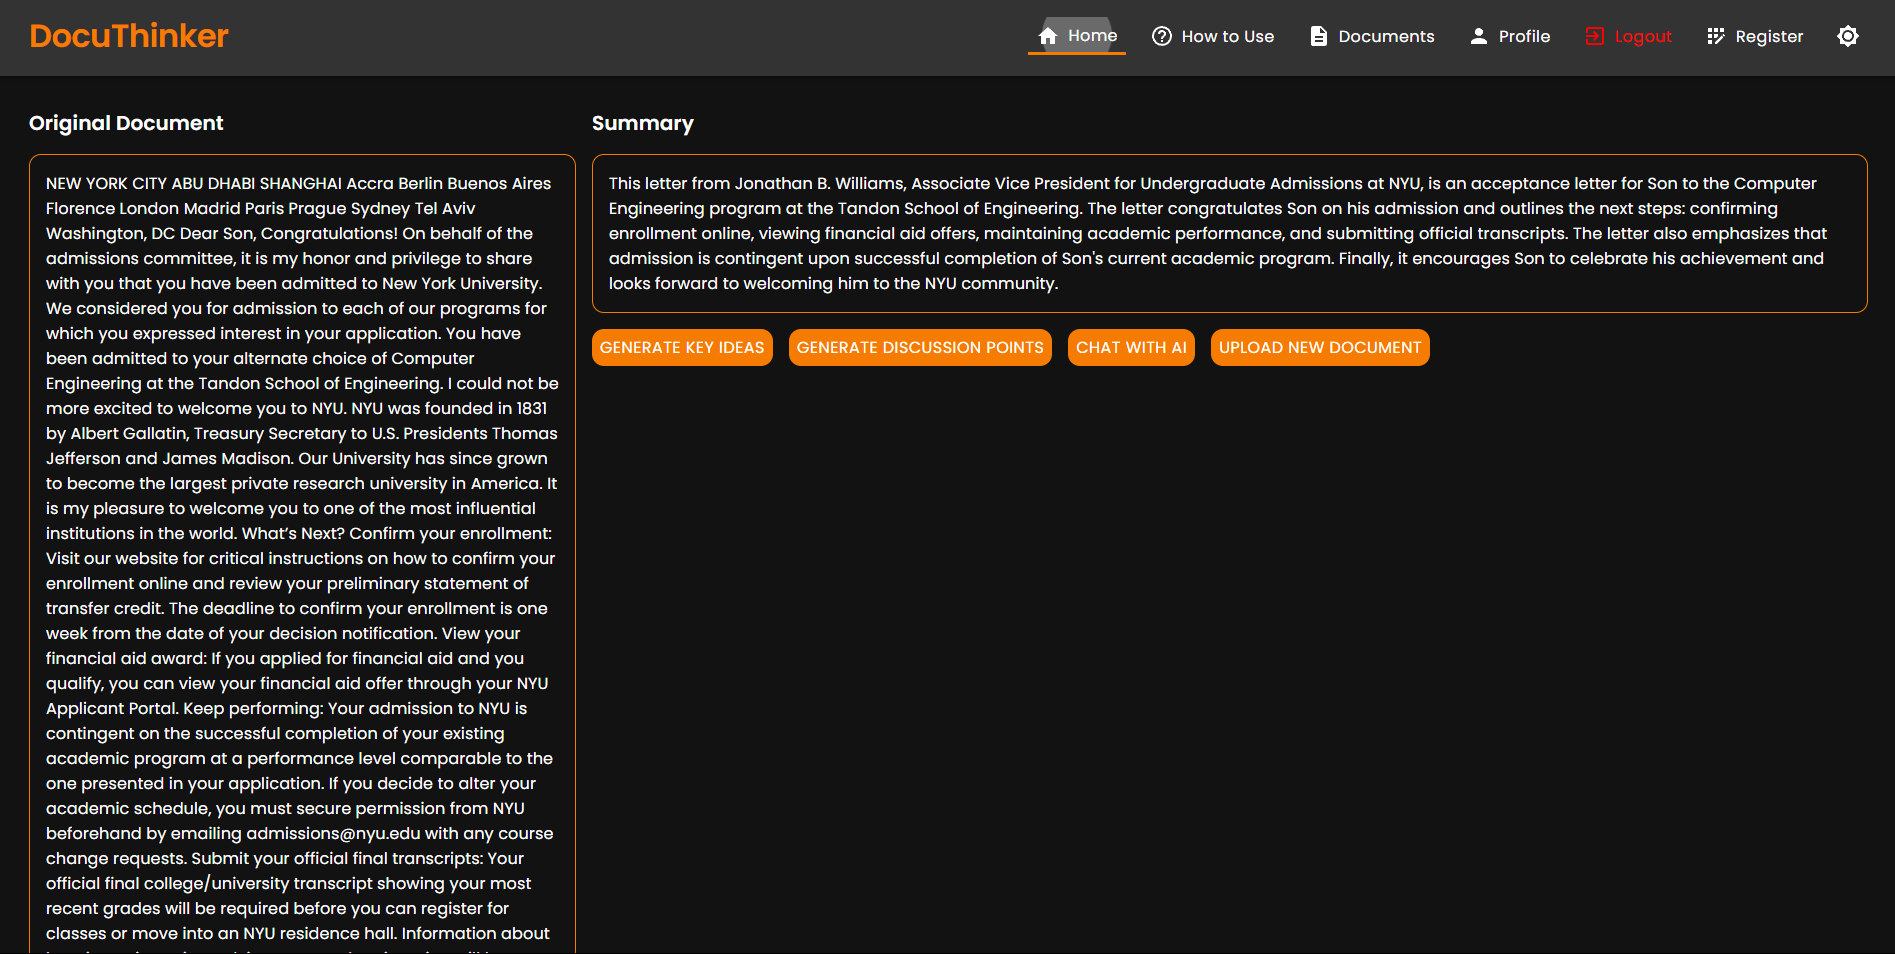 DocuThinker
Home
How to Use
Documents
Profile
Logout
Register
Original Document
NEW YORK CITY ABU DHABI SHANGHAI Accra Berlin Buenos Aires
Florence London Madrid Paris Prague Sydney Tel Aviv
Washington, DC Dear Son, Congratulations! On behalf of the
admissions committee, it is my honor and privilege to share
with you that you have been admitted to New York University.
We considered you for admission to each of our programs for
which you expressed interest in your application. You have
been admitted to your alternate choice of Computer
Engineering at the Tandon School of Engineering. I could not be
more excited to welcome you to NYU. NYU was founded in 1831
by Albert Gallatin, Treasury Secretary to U.S. Presidents Thomas
Jefferson and James Madison. Our University has since grown
to become the largest private research university in America. It
is my pleasure to welcome you to one of the most influential
institutions in the world. What’s Next? Confirm your enrollment:
Visit our website for critical instructions on how to confirm your
enrollment online and review your preliminary statement of
transfer credit. The deadline to confirm your enrollment is one
week from the date of your decision notification. View your
financial aid award: If you applied for financial aid and you
qualify, you can view your financial aid offer through your NYU
Applicant Portal. Keep performing: Your admission to NYU is
contingent on the successful completion of your existing
academic program at a performance level comparable to the
one presented in your application. If you decide to alter your
academic schedule, you must secure permission from NYU
beforehand by emailing admissions@nyu.edu with any course
change requests. Submit your official final transcripts: Your
official final college/university transcript showing your most
recent grades will be required before you can register for
classes or move into an NYU residence hall. Information about
Summary
This letter from Jonathan B. Williams, Associate Vice President for Undergraduate Admissions at NYU, is an acceptance letter for Son to the Computer
Engineering program at the Tandon School of Engineering. The letter congratulates Son on his admission and outlines the next steps: confirming
enrollment online, viewing financial aid offers, maintaining academic performance, and submitting official transcripts. The letter also emphasizes that
admission is contingent upon successful completion of Son's current academic program. Finally, it encourages Son to celebrate his achievement and
looks forward to welcoming him to the NYU community.
GENERATE KEY IDEAS
GENERATE DISCUSSION POINTS
CHAT WITH AI
UPLOAD NEW DOCUMENT